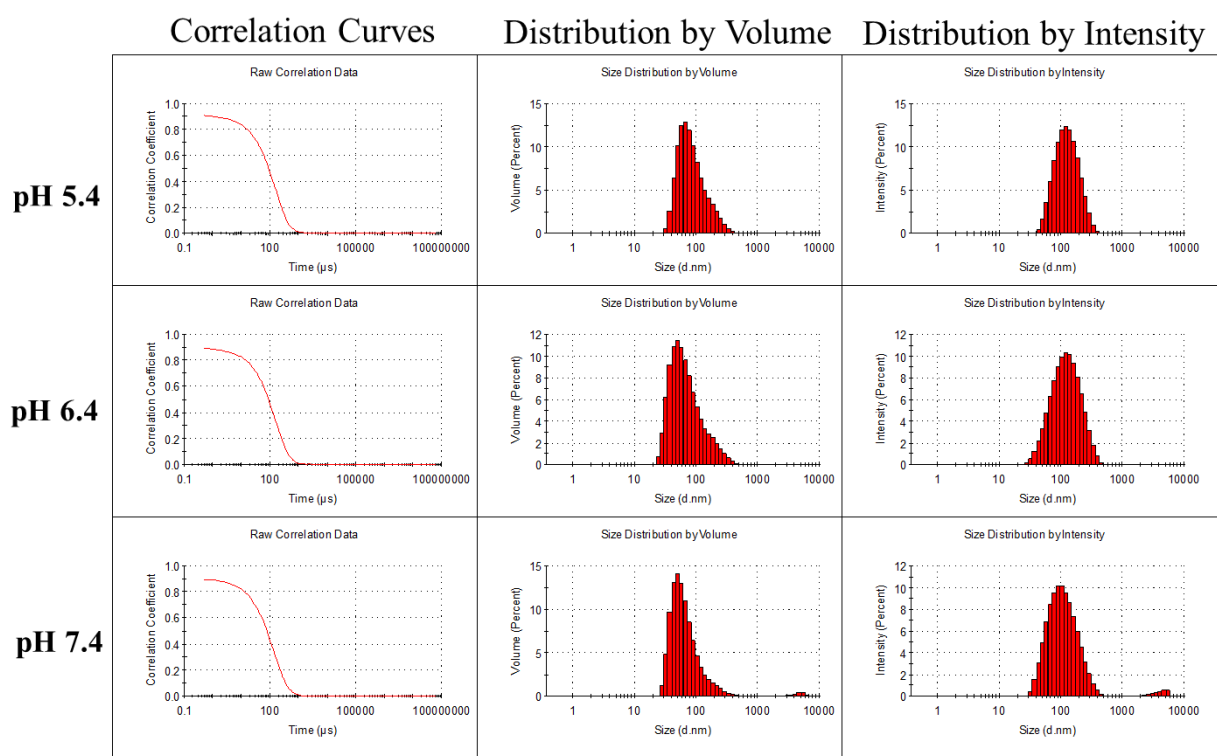 Correlation Curves Distribution by Volume Distribution by Intensity
pH 5.4
Raw Correlation Data
Correlation Coefficient
1.0
0.8
0.6
0.4
0.2
0.0
0.1 100 100000 100000000
Time (µs)
Size Distribution by Volume
Volume (Percent)
15
10
5
0
1 10 100 1000 10000
Size (d.nm)
Size Distribution by Intensity
Intensity (Percent)
15
10
5
0
1 10 100 1000 10000
Size (d.nm)
pH 6.4
Raw Correlation Data
Correlation Coefficient
1.0
0.8
0.6
0.4
0.2
0.0
0.1 100 100000 100000000
Time (µs)
Size Distribution by Volume
Volume (Percent)
12
10
8
6
4
2
0
1 10 100 1000 10000
Size (d.nm)
Size Distribution by Intensity
Intensity (Percent)
12
10
8
6
4
2
0
1 10 100 1000 10000
Size (d.nm)
pH 7.4
Raw Correlation Data
Correlation Coefficient
1.0
0.8
0.6
0.4
0.2
0.0
0.1 100 100000 100000000
Time (µs)
Size Distribution by Volume
Volume (Percent)
15
10
5
0
1 10 100 1000 10000
Size (d.nm)
Size Distribution by Intensity
Intensity (Percent)
12
10
8
6
4
2
0
1 10 100 1000 10000
Size (d.nm)